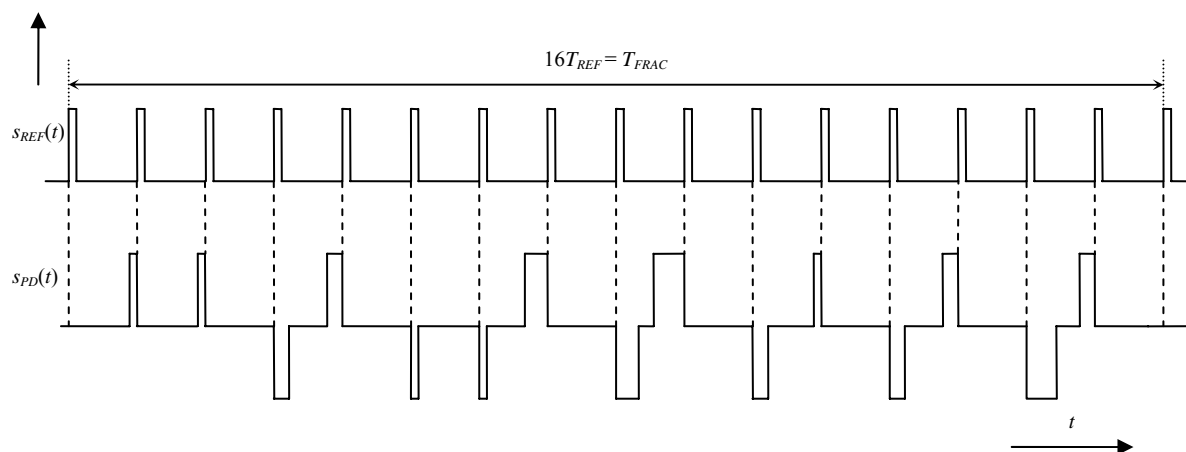 16T_REF = T_FRAC
s_REF(t)
s_PD(t)
t